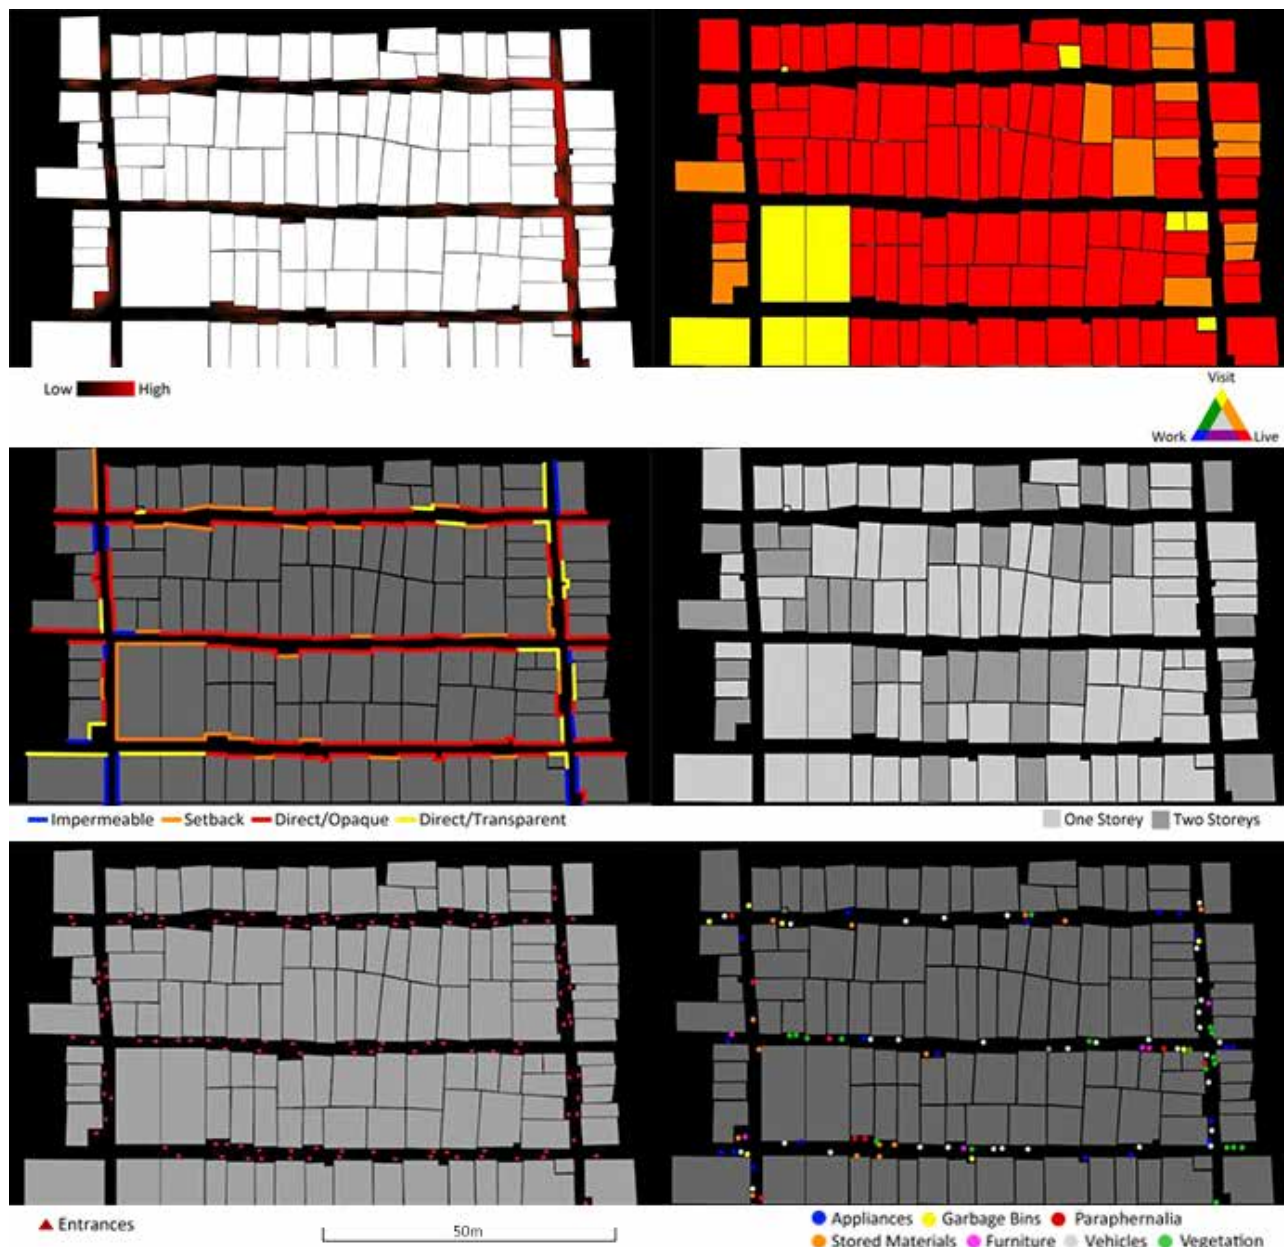 Low High
Visit
Work Live
Impermeable Setback Direct/Opaque Direct/Transparent
One Storey Two Storeys
Entrances
50m
Appliances Garbage Bins Paraphernalia
Stored Materials Furniture Vehicles Vegetation